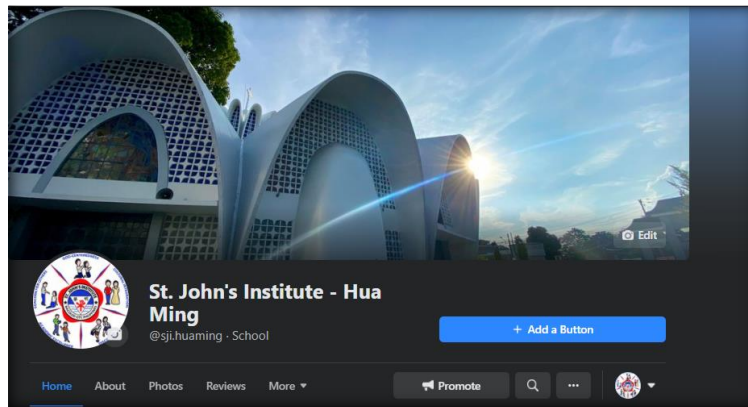 Edit
St. John's Institute - Hua
Ming
@sji.huaming · School
+ Add a Button
Home About Photos Reviews More
Promote